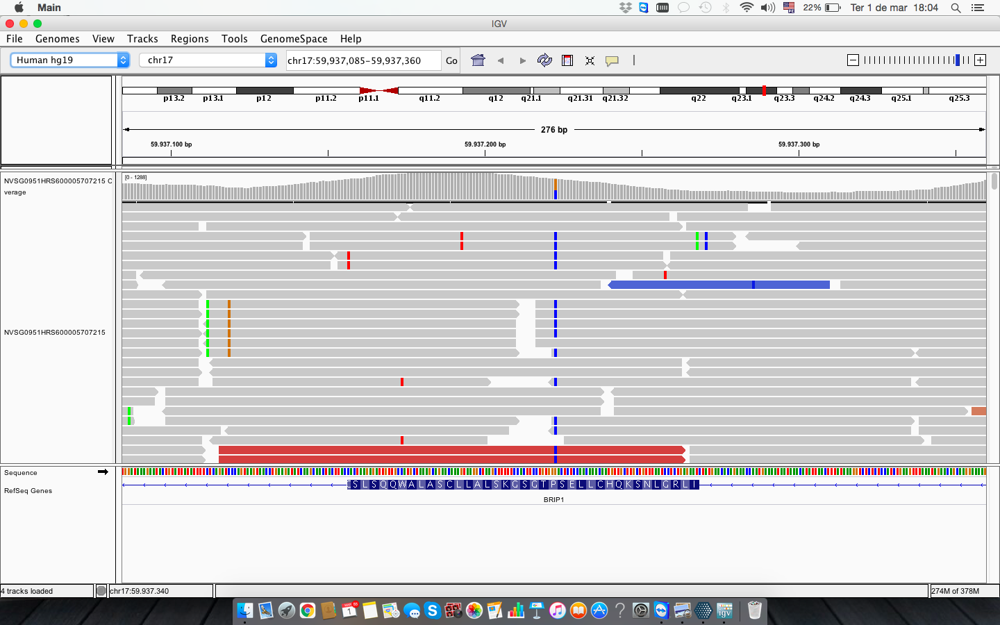 Main
22%
Ter 1 de mar 18:04
IGV
File Genomes View Tracks Regions Tools GenomeSpace Help
Human hg19
chr17
chr17:59,937,085-59,937,360
Go
p13.2 p13.1 p12 p11.2 p11.1 q11.2 q12 q21.1 q21.31 q21.32 q22 q23.1 q23.3 q24.2 q24.3 q25.1 q25.3
276 bp
59.937.100 bp 59.937.200 bp 59.937.300 bp
NVSG0951HRS600005707215 C
verage
[0 - 1288]
NVSG0951HRS600005707215
Sequence
RefSeq Genes
C S L S Q Q W A L A S C L L A L S K G S G T P S E L L C H Q K S N L G R L I
BRIP1
4 tracks loaded
chr17:59.937.340
274M of 378M
1
igv